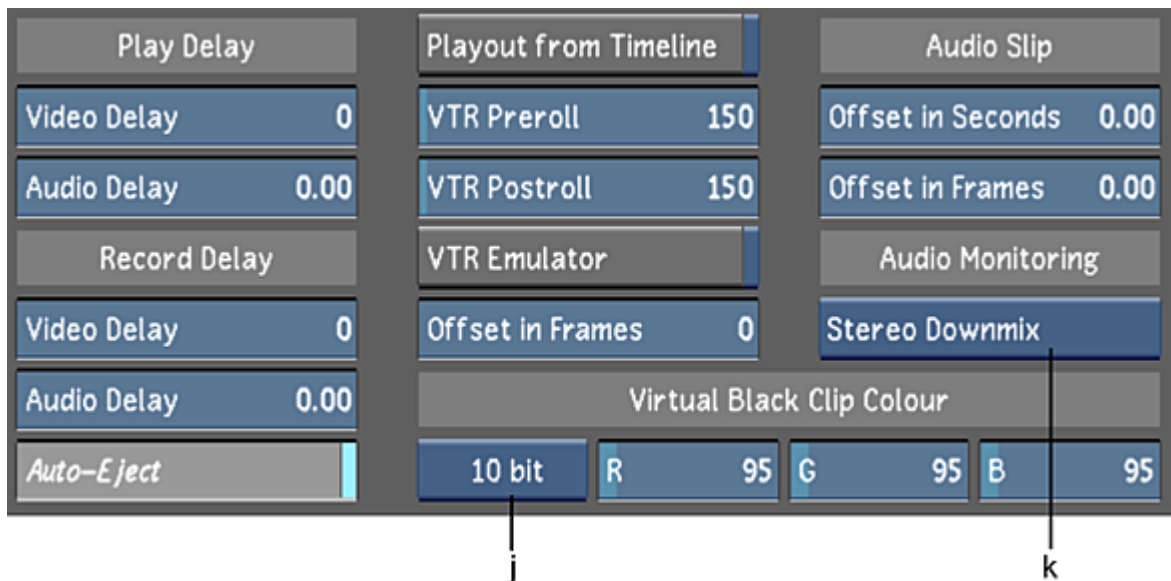 Play Delay
Video Delay 0
Audio Delay 0.00
Record Delay
Video Delay 0
Audio Delay 0.00
Auto-Eject
Playout from Timeline
VTR Preroll 150
VTR Postroll 150
VTR Emulator
Offset in Frames 0
Audio Slip
Offset in Seconds 0.00
Offset in Frames 0.00
Audio Monitoring
Stereo Downmix
Virtual Black Clip Colour
10 bit R 95 G 95 B 95
k